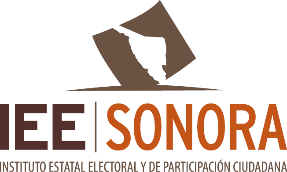 IEE SONORA
INSTITUTO ESTATAL ELECTORAL Y DE PARTICIPACIÓN CIUDADANA